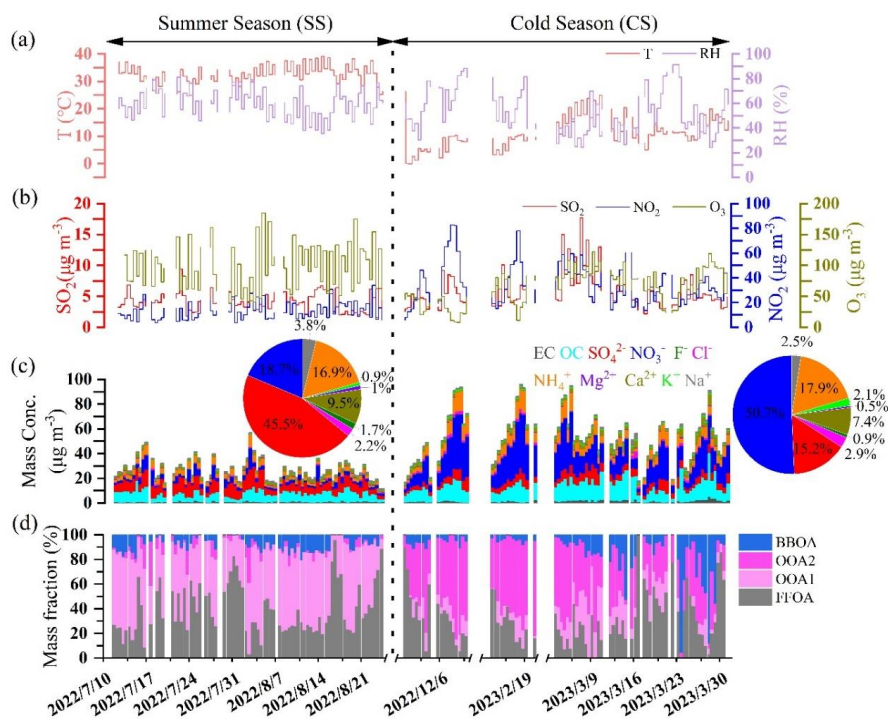 Summer Season (SS)
Cold Season (CS)
(a)
40
30
20
10
0
T (°C)
T
RH
100
80
60
40
20
0
RH (%)
(b)
20
15
10
5
0
SO2(μg m-3)
SO2
NO2
O3
100
80
60
40
20
0
NO2 (μg m-3)
200
150
100
50
0
O3 (μg m-3)
(c)
100
80
60
40
20
0
Mass Conc.
(μg m-3)
3.8%
16.9%
0.9%
1%
9.5%
1.7%
2.2%
45.5%
18.7%
EC OC SO4 2- NO3 - F- Cl-
NH4 + Mg2+ Ca2+ K+ Na+
2.5%
17.9%
2.1%
0.5%
7.4%
0.9%
2.9%
15.2%
50.7%
(d)
100
80
60
40
20
0
Mass fraction (%)
BBOA
OOA2
OOA1
FFOA
2022/7/10
2022/7/17
2022/7/24
2022/7/31
2022/8/7
2022/8/14
2022/8/21
2022/12/6
2023/2/19
2023/3/9
2023/3/16
2023/3/23
2023/3/30